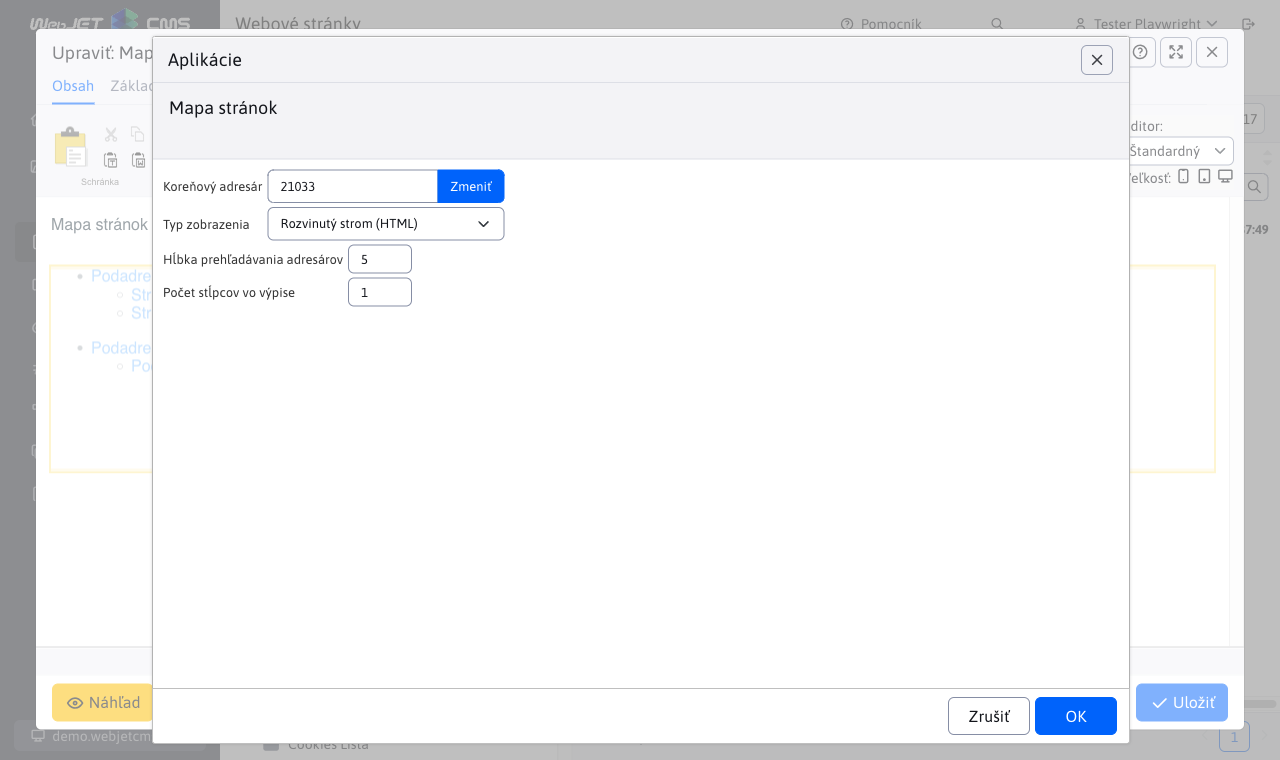 WebJET CMS
Webové stránky
Pomocník
Tester Playwright
Upraviť: Map
Aplikácie
Obsah
Základ
Mapa stránok
ditor:
17
Štandardný
eľkosť:
Schránka
Koreňový adresár
21033
Zmeniť
Typ zobrazenia
Rozvinutý strom (HTML)
Mapa stránok
7:49
Hĺbka prehľadávania adresárov
5
Podadre
Počet stĺpcov vo výpise
1
Str
Str
Podadre
Po
Náhľad
Uložiť
Zrušiť
OK
demo.webjetcm
Cookies Lišta
1